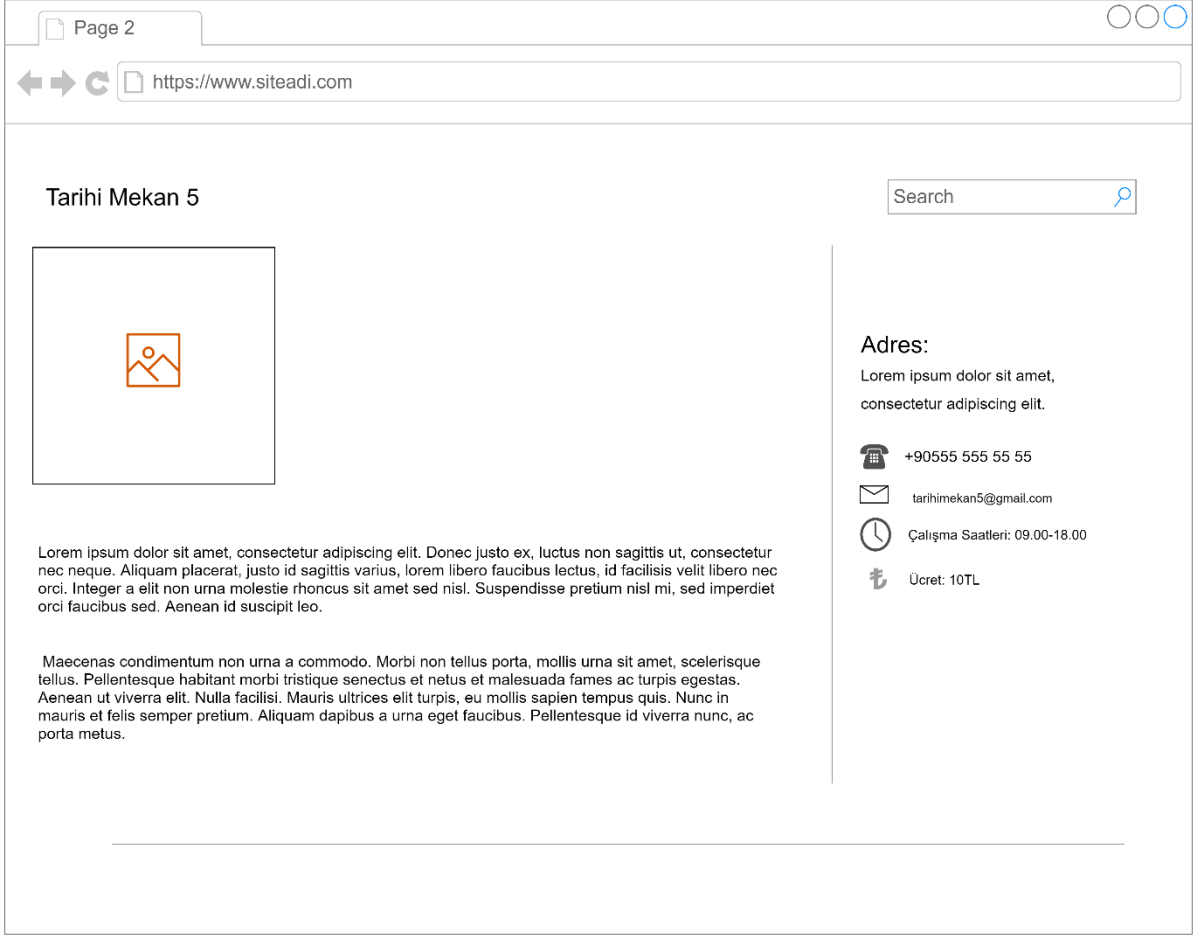 Page 2
https://www.siteadi.com
Tarihi Mekan 5
Search
Lorem ipsum dolor sit amet, consectetur adipiscing elit. Donec justo ex, luctus non sagittis ut, consectetur
nec neque. Aliquam placerat, justo id sagittis varius, lorem libero faucibus lectus, id facilisis velit libero nec
orci. Integer a elit non urna molestie rhoncus sit amet sed nisl. Suspendisse pretium nisl mi, sed imperdiet
orci faucibus sed. Aenean id suscipit leo.
Maecenas condimentum non urna a commodo. Morbi non tellus porta, mollis urna sit amet, scelerisque
tellus. Pellentesque habitant morbi tristique senectus et netus et malesuada fames ac turpis egestas.
Aenean ut viverra elit. Nulla facilisi. Mauris ultrices elit turpis, eu mollis sapien tempus quis. Nunc in
mauris et felis semper pretium. Aliquam dapibus a urna eget faucibus. Pellentesque id viverra nunc, ac
porta metus.
Adres:
Lorem ipsum dolor sit amet,
consectetur adipiscing elit.
+90555 555 55 55
tarihimekan5@gmail.com
Çalışma Saatleri: 09.00-18.00
₺ Ücret: 10TL